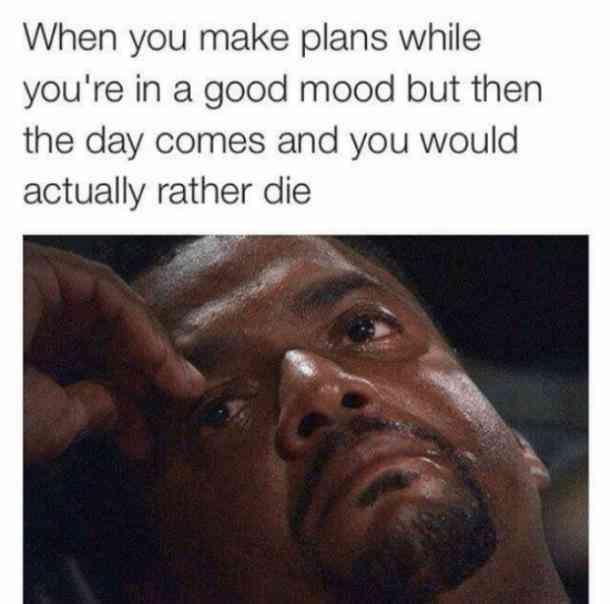 When you make plans while
you're in a good mood but then
the day comes and you would
actually rather die